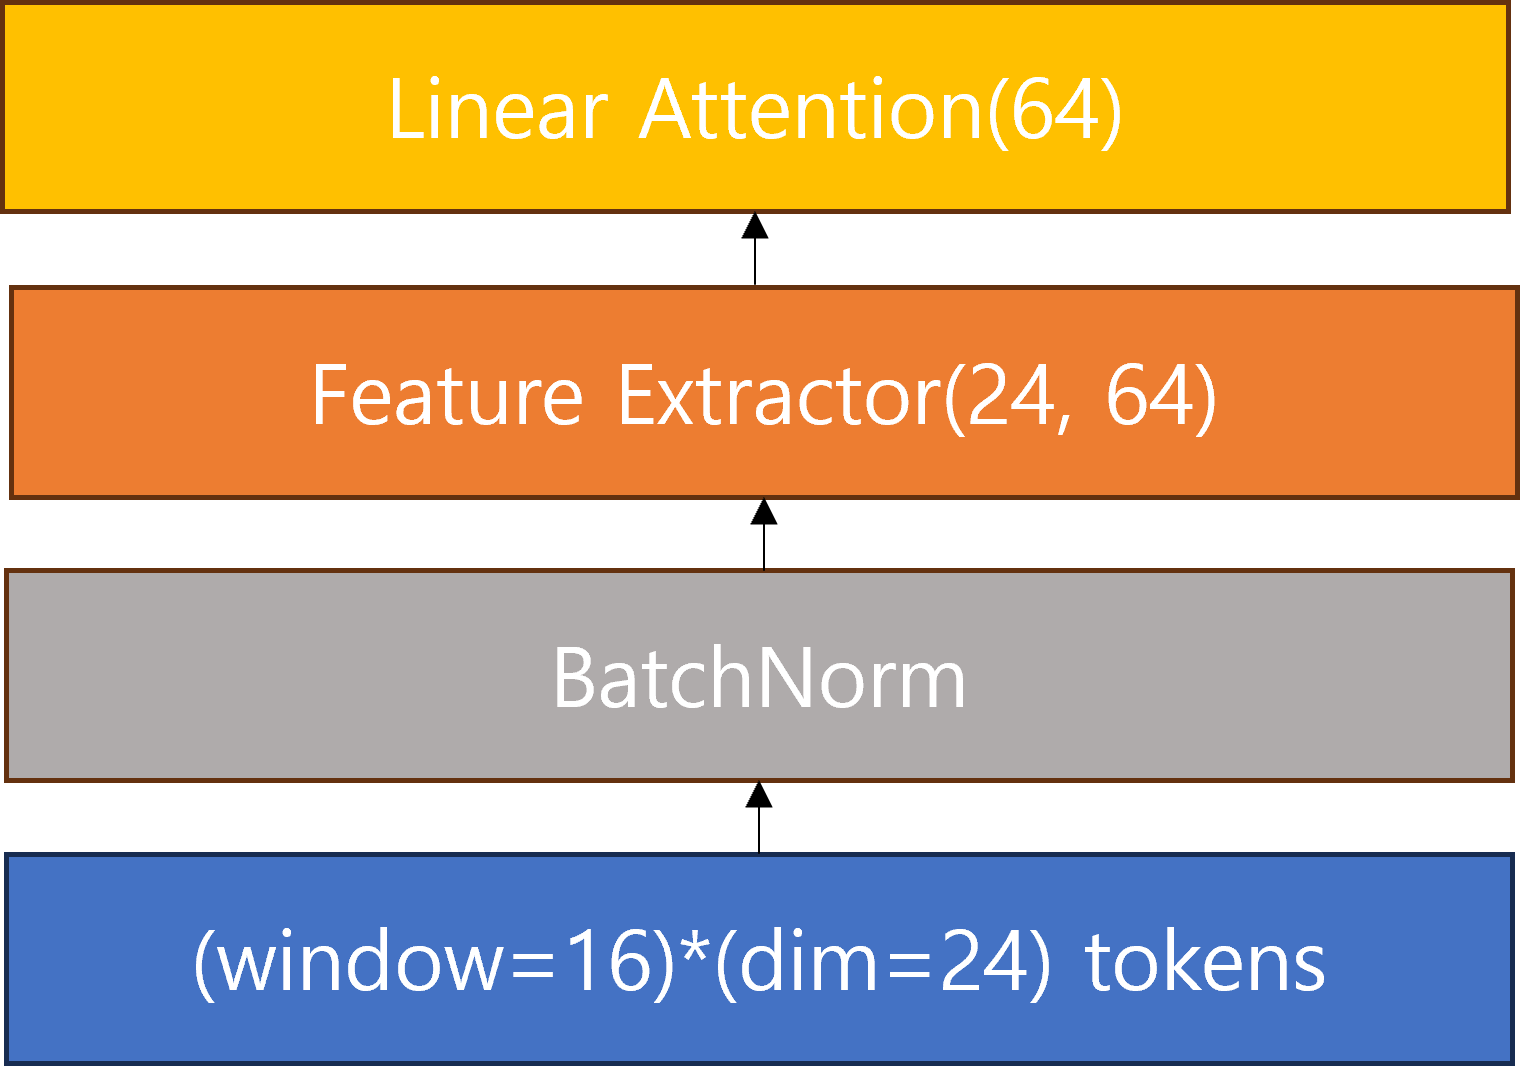 Linear Attention(64)
Feature Extractor(24, 64)
BatchNorm
(window=16)*(dim=24) tokens